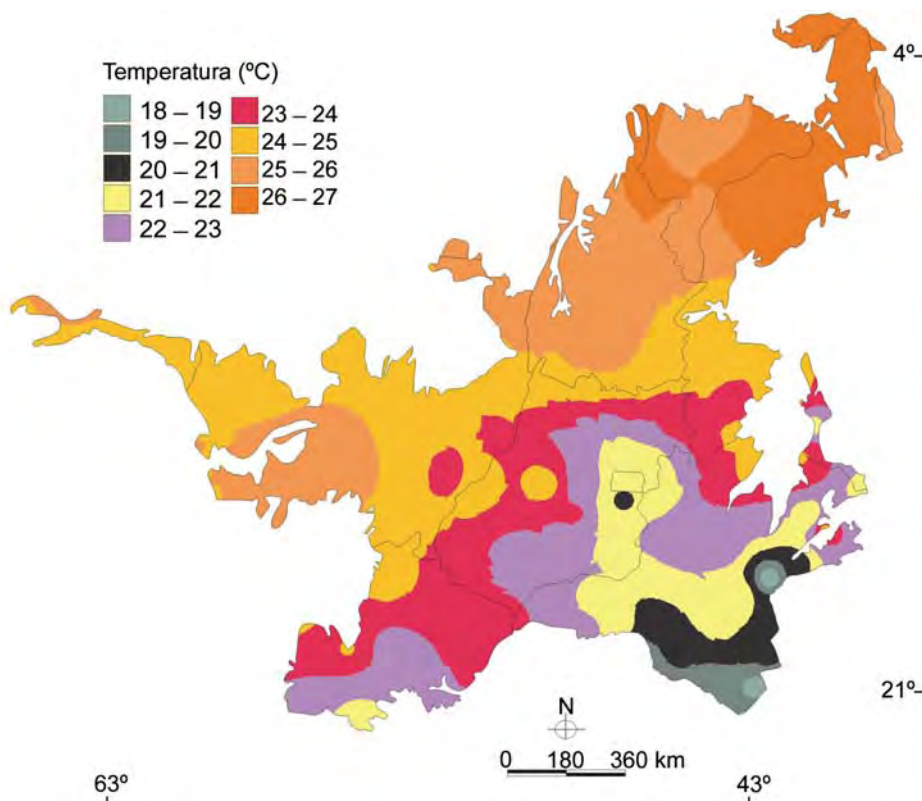 Temperatura (ºC)
18 – 19
19 – 20
20 – 21
21 – 22
22 – 23
23 – 24
24 – 25
25 – 26
26 – 27
4º
21º
N
0 180 360 km
63º
43º